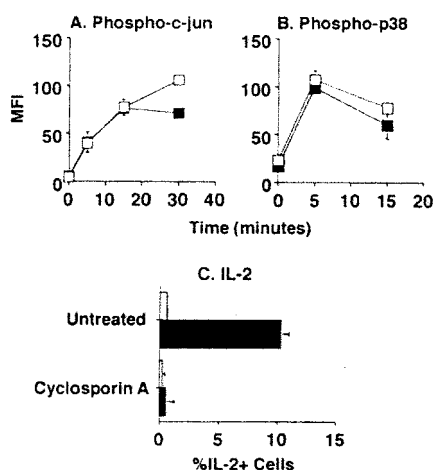 A. Phospho-c-jun
B. Phospho-p38
MFI
150
100
50
0
0 10 20 30 40
150
100
50
0
0 5 10 15 20
Time (minutes)
C. IL-2
Untreated
Cyclosporin A
0 5 10 15
%IL-2+ Cells